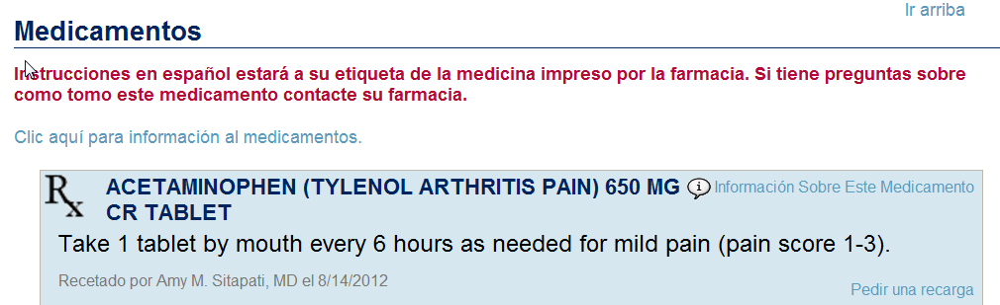 Ir arriba
Medicamentos
Instrucciones en español estará a su etiqueta de la medicina impreso por la farmacia. Si tiene preguntas sobre
como tomo este medicamento contacte su farmacia.
Clic aquí para información al medicamentos.
Rx ACETAMINOPHEN (TYLENOL ARTHRITIS PAIN) 650 MG i Información Sobre Este Medicamento
CR TABLET
Take 1 tablet by mouth every 6 hours as needed for mild pain (pain score 1-3).
Recetado por Amy M. Sitapati, MD el 8/14/2012
Pedir una recarga